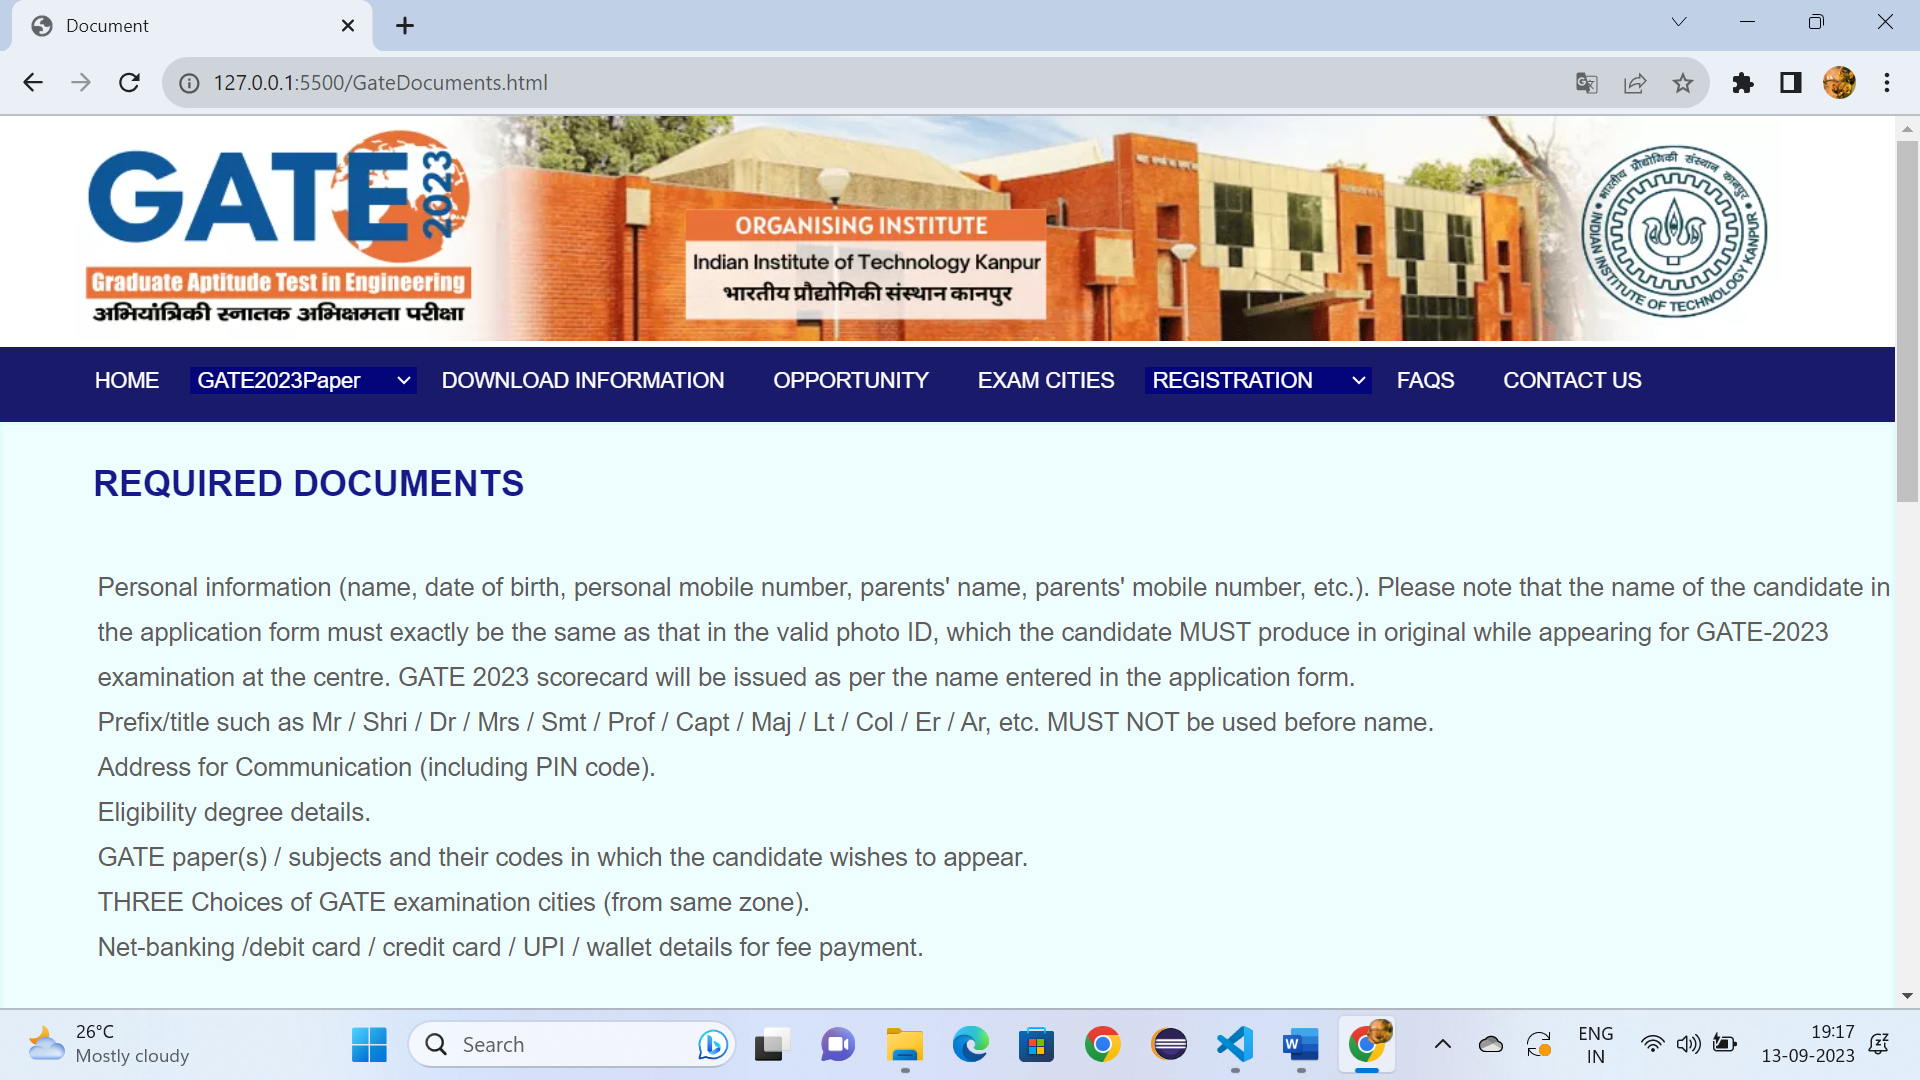 Document
127.0.0.1:5500/GateDocuments.html
GATE 2023
Graduate Aptitude Test in Engineering
अभियांत्रिकी स्नातक अभिक्षमता परीक्षा
ORGANISING INSTITUTE
Indian Institute of Technology Kanpur
भारतीय प्रौद्योगिकी संस्थान कानपुर
भारतीय प्रौद्योगिकी संस्थान कानपुर
INDIAN INSTITUTE OF TECHNOLOGY KANPUR
HOME GATE2023Paper DOWNLOAD INFORMATION OPPORTUNITY EXAM CITIES REGISTRATION FAQS CONTACT US
REQUIRED DOCUMENTS
Personal information (name, date of birth, personal mobile number, parents' name, parents' mobile number, etc.). Please note that the name of the candidate in
the application form must exactly be the same as that in the valid photo ID, which the candidate MUST produce in original while appearing for GATE-2023
examination at the centre. GATE 2023 scorecard will be issued as per the name entered in the application form.
Prefix/title such as Mr / Shri / Dr / Mrs / Smt / Prof / Capt / Maj / Lt / Col / Er / Ar, etc. MUST NOT be used before name.
Address for Communication (including PIN code).
Eligibility degree details.
GATE paper(s) / subjects and their codes in which the candidate wishes to appear.
THREE Choices of GATE examination cities (from same zone).
Net-banking /debit card / credit card / UPI / wallet details for fee payment.
26°C
Mostly cloudy
Search
ENG
IN
19:17
13-09-2023